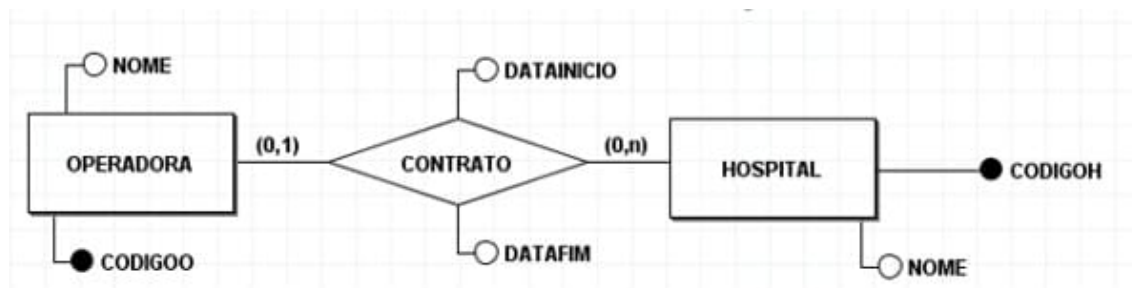 NOME
DATAINICIO
OPERADORA
(0,1)
CONTRATO
(0,n)
HOSPITAL
CODIGOH
CODIGOO
DATAFIM
NOME